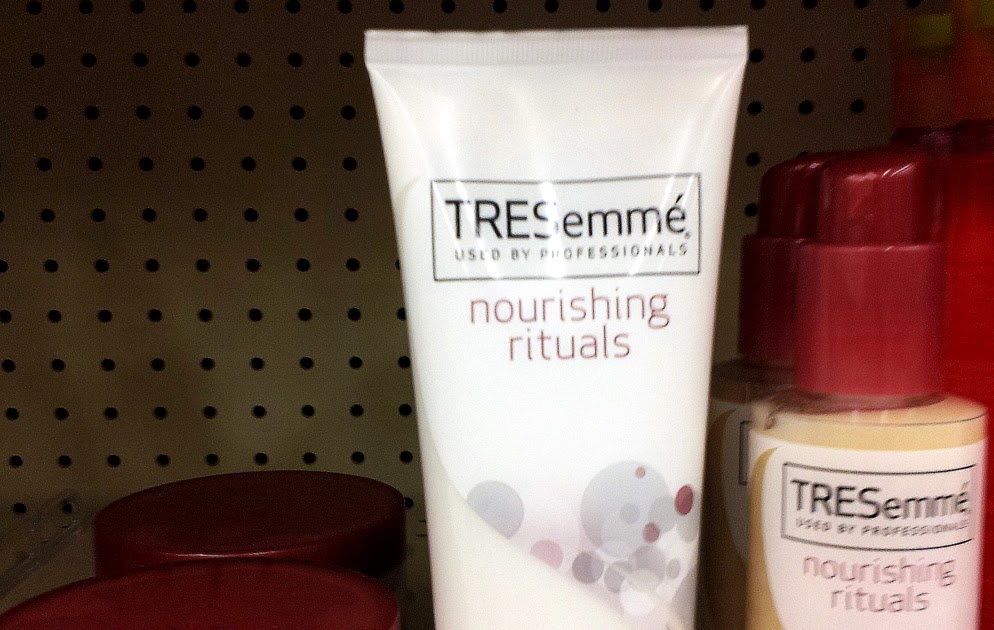 TRESemmé
USED BY PROFESSIONALS
nourishing
rituals
TRESemmé
USED BY PROFESSIONALS
nourishing
rituals